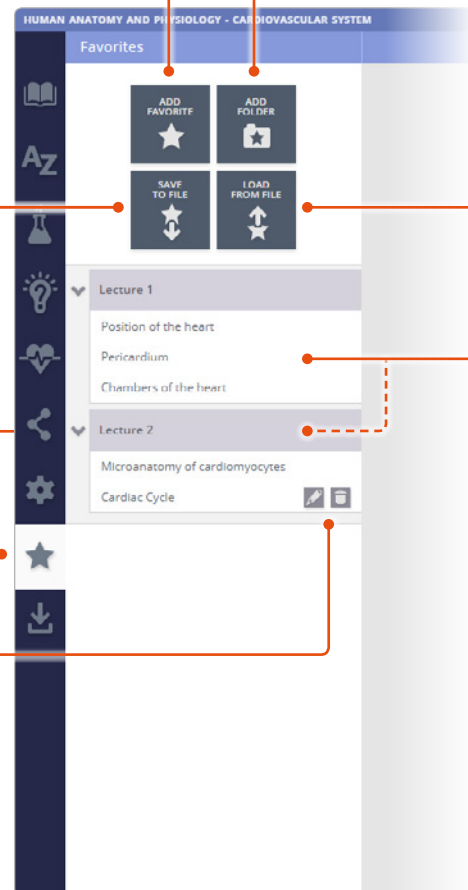 HUMAN ANATOMY AND PHYSIOLOGY - CARDIOVASCULAR SYSTEM
Favorites
ADD
FAVORITE
ADD
FOLDER
AZ
SAVE
TO FILE
LOAD
FROM FILE
Lecture 1
Position of the heart
Pericardium
Chambers of the heart
Lecture 2
Microanatomy of cardiomyocytes
Cardiac Cycle